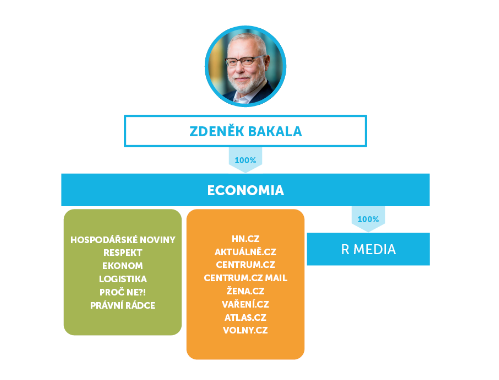 ZDENĚK BAKALA
100%
ECONOMIA
100%
R MEDIA
HOSPODÁŘSKÉ NOVINY
RESPEKT
EKONOM
LOGISTIKA
PROČ NE?!
PRÁVNÍ RÁDCE
HN.CZ
AKTUÁLNĚ.CZ
CENTRUM.CZ
CENTRUM.CZ MAIL
ŽENA.CZ
VAŘENÍ.CZ
ATLAS.CZ
VOLNY.CZ